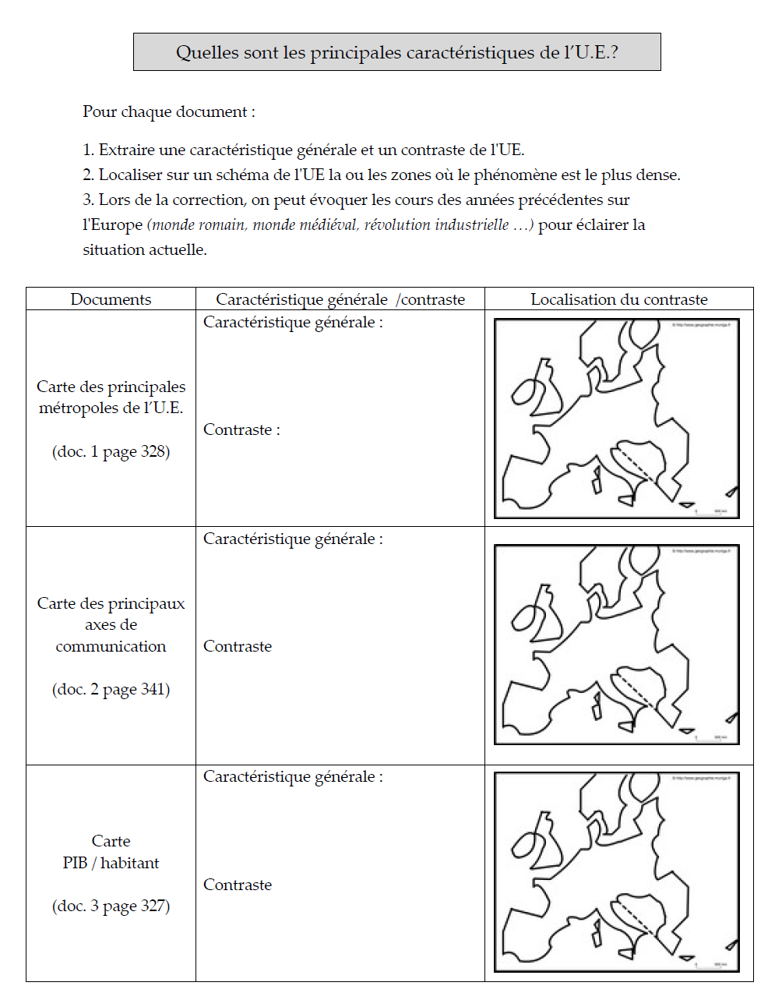 Quelles sont les principales caractéristiques de l’U.E.?
Pour chaque document :
1. Extraire une caractéristique générale et un contraste de l'UE.
2. Localiser sur un schéma de l'UE la ou les zones où le phénomène est le plus dense.
3. Lors de la correction, on peut évoquer les cours des années précédentes sur
l'Europe (monde romain, monde médiéval, révolution industrielle …) pour éclairer la
situation actuelle.
Documents
Caractéristique générale /contraste
Localisation du contraste
Carte des principales
métropoles de l’U.E.
(doc. 1 page 328)
Caractéristique générale :
Contraste :
Carte des principaux
axes de
communication
(doc. 2 page 341)
Caractéristique générale :
Contraste
Carte
PIB / habitant
(doc. 3 page 327)
Caractéristique générale :
Contraste